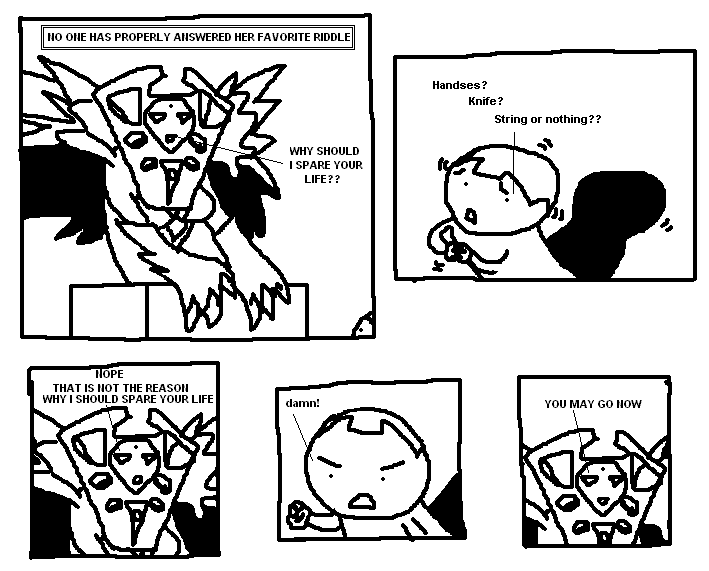 NO ONE HAS PROPERLY ANSWERED HER FAVORITE RIDDLE
WHY SHOULD
I SPARE YOUR
LIFE??
Handses?
Knife?
String or nothing??
NOPE
THAT IS NOT THE REASON
WHY I SHOULD SPARE YOUR LIFE
damn!
YOU MAY GO NOW